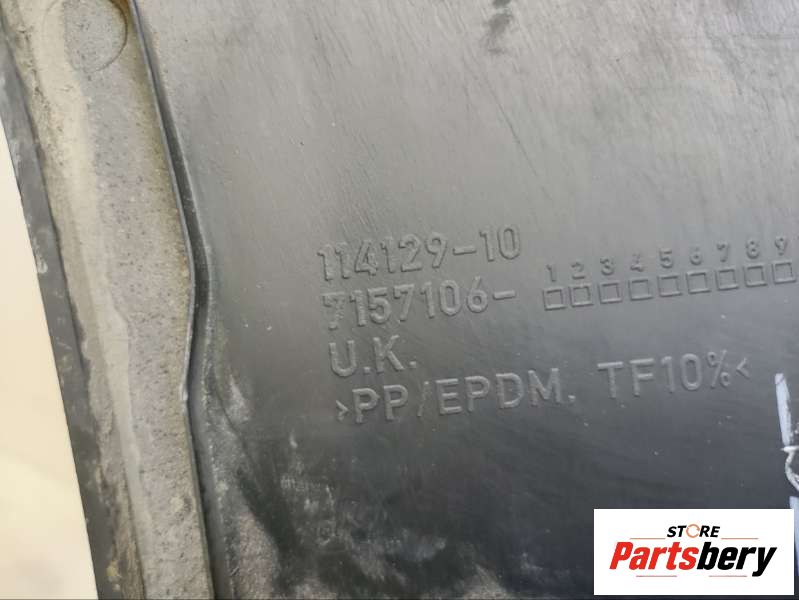 114129-10
1 2 3 4 5 6 7 8 9
7157106- □□□□□□□□□
U.K.
>PP/EPDM. TF10%<
STORE
Partsbery